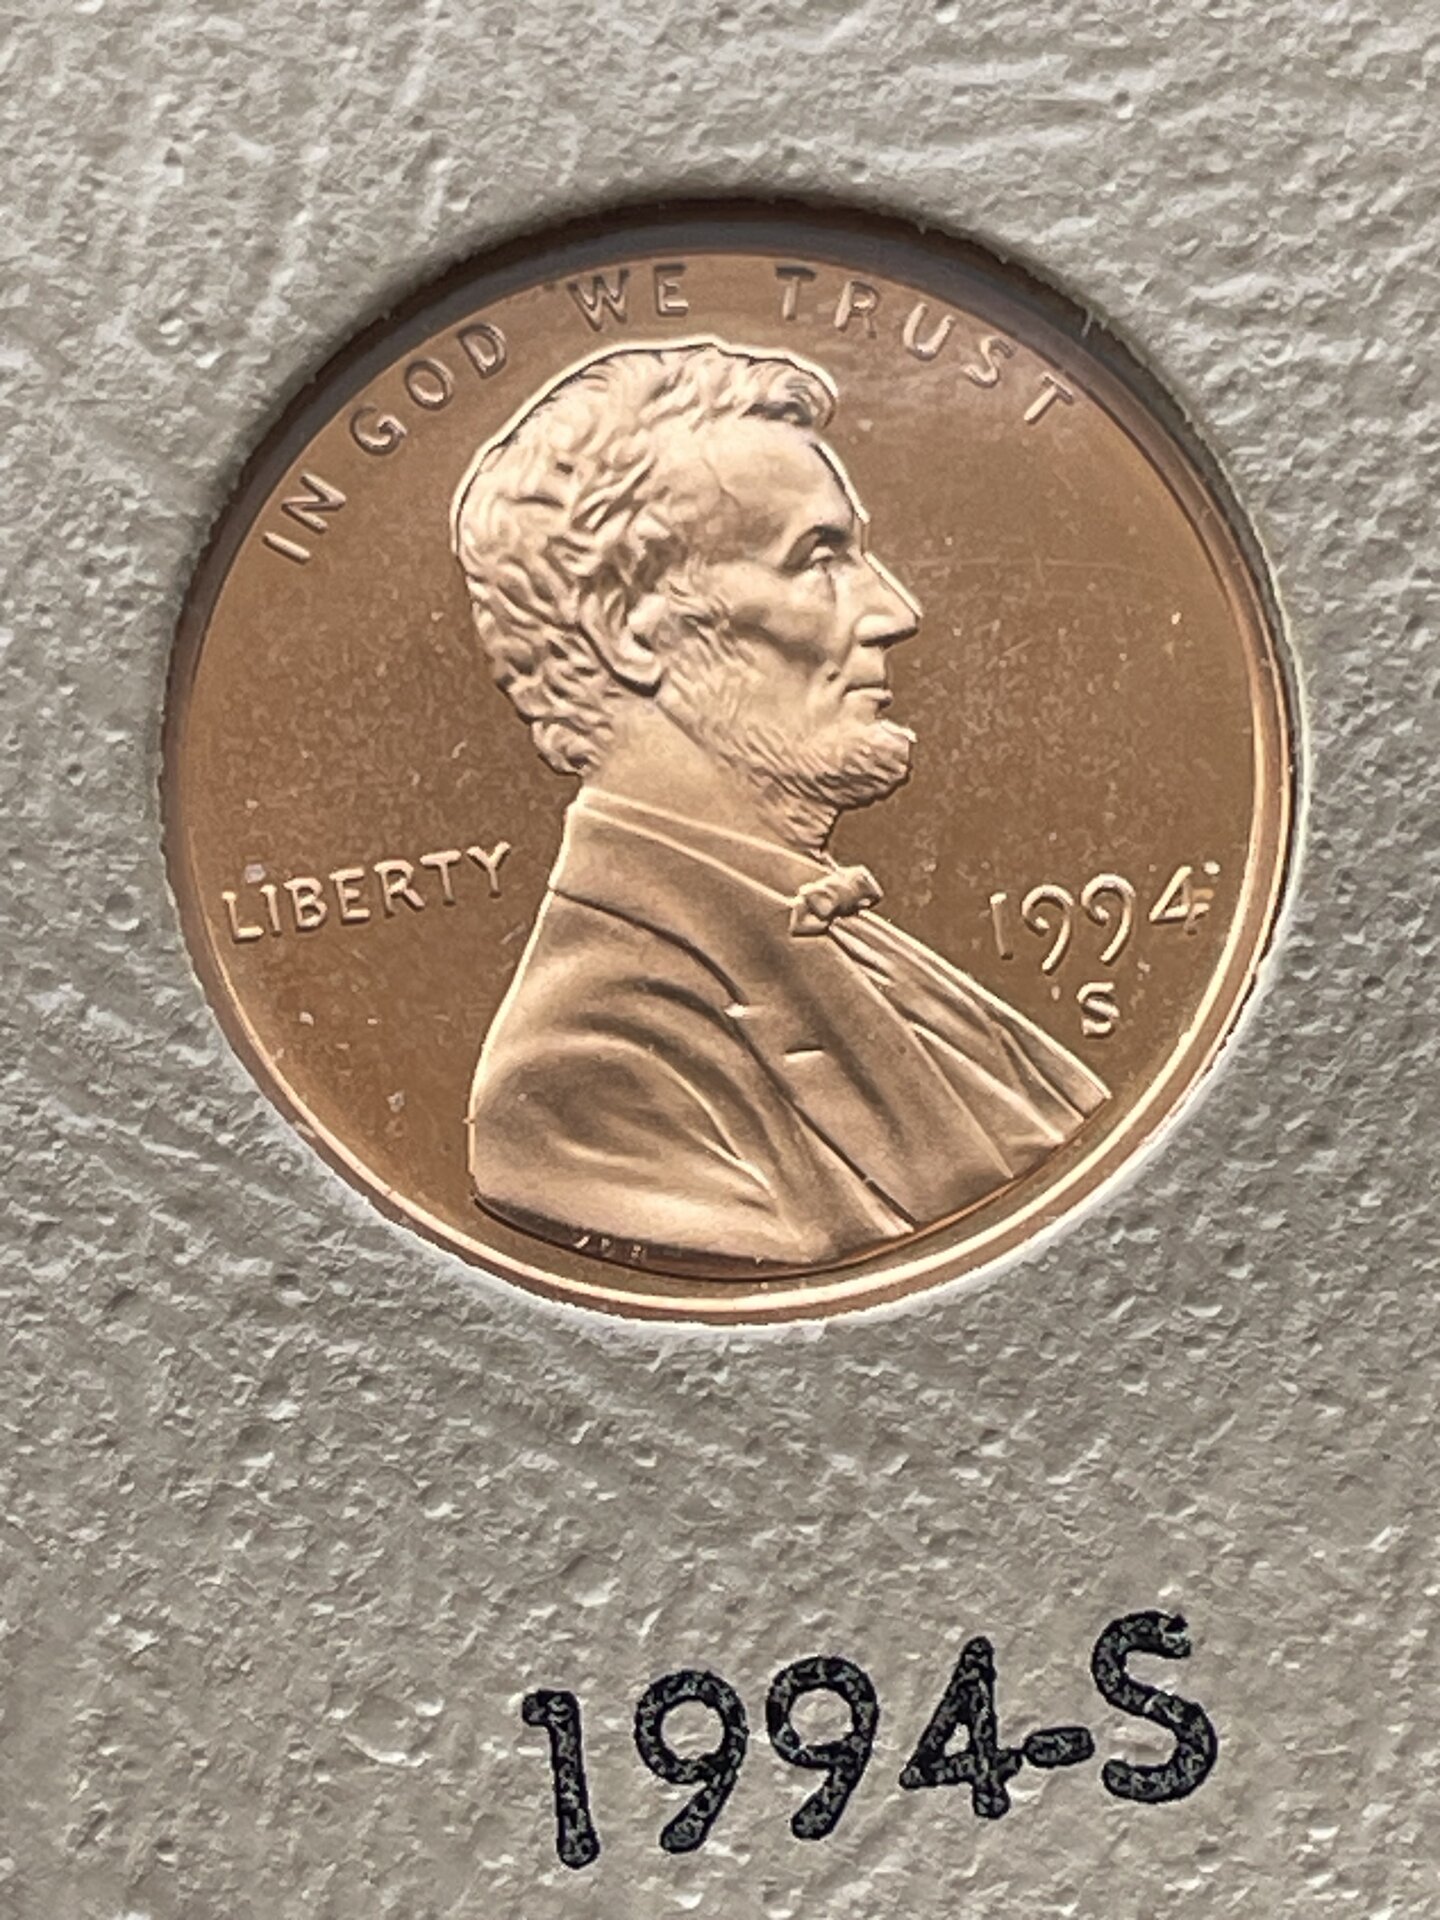 IN GOD WE TRUST
LIBERTY
1994
S
1994-S